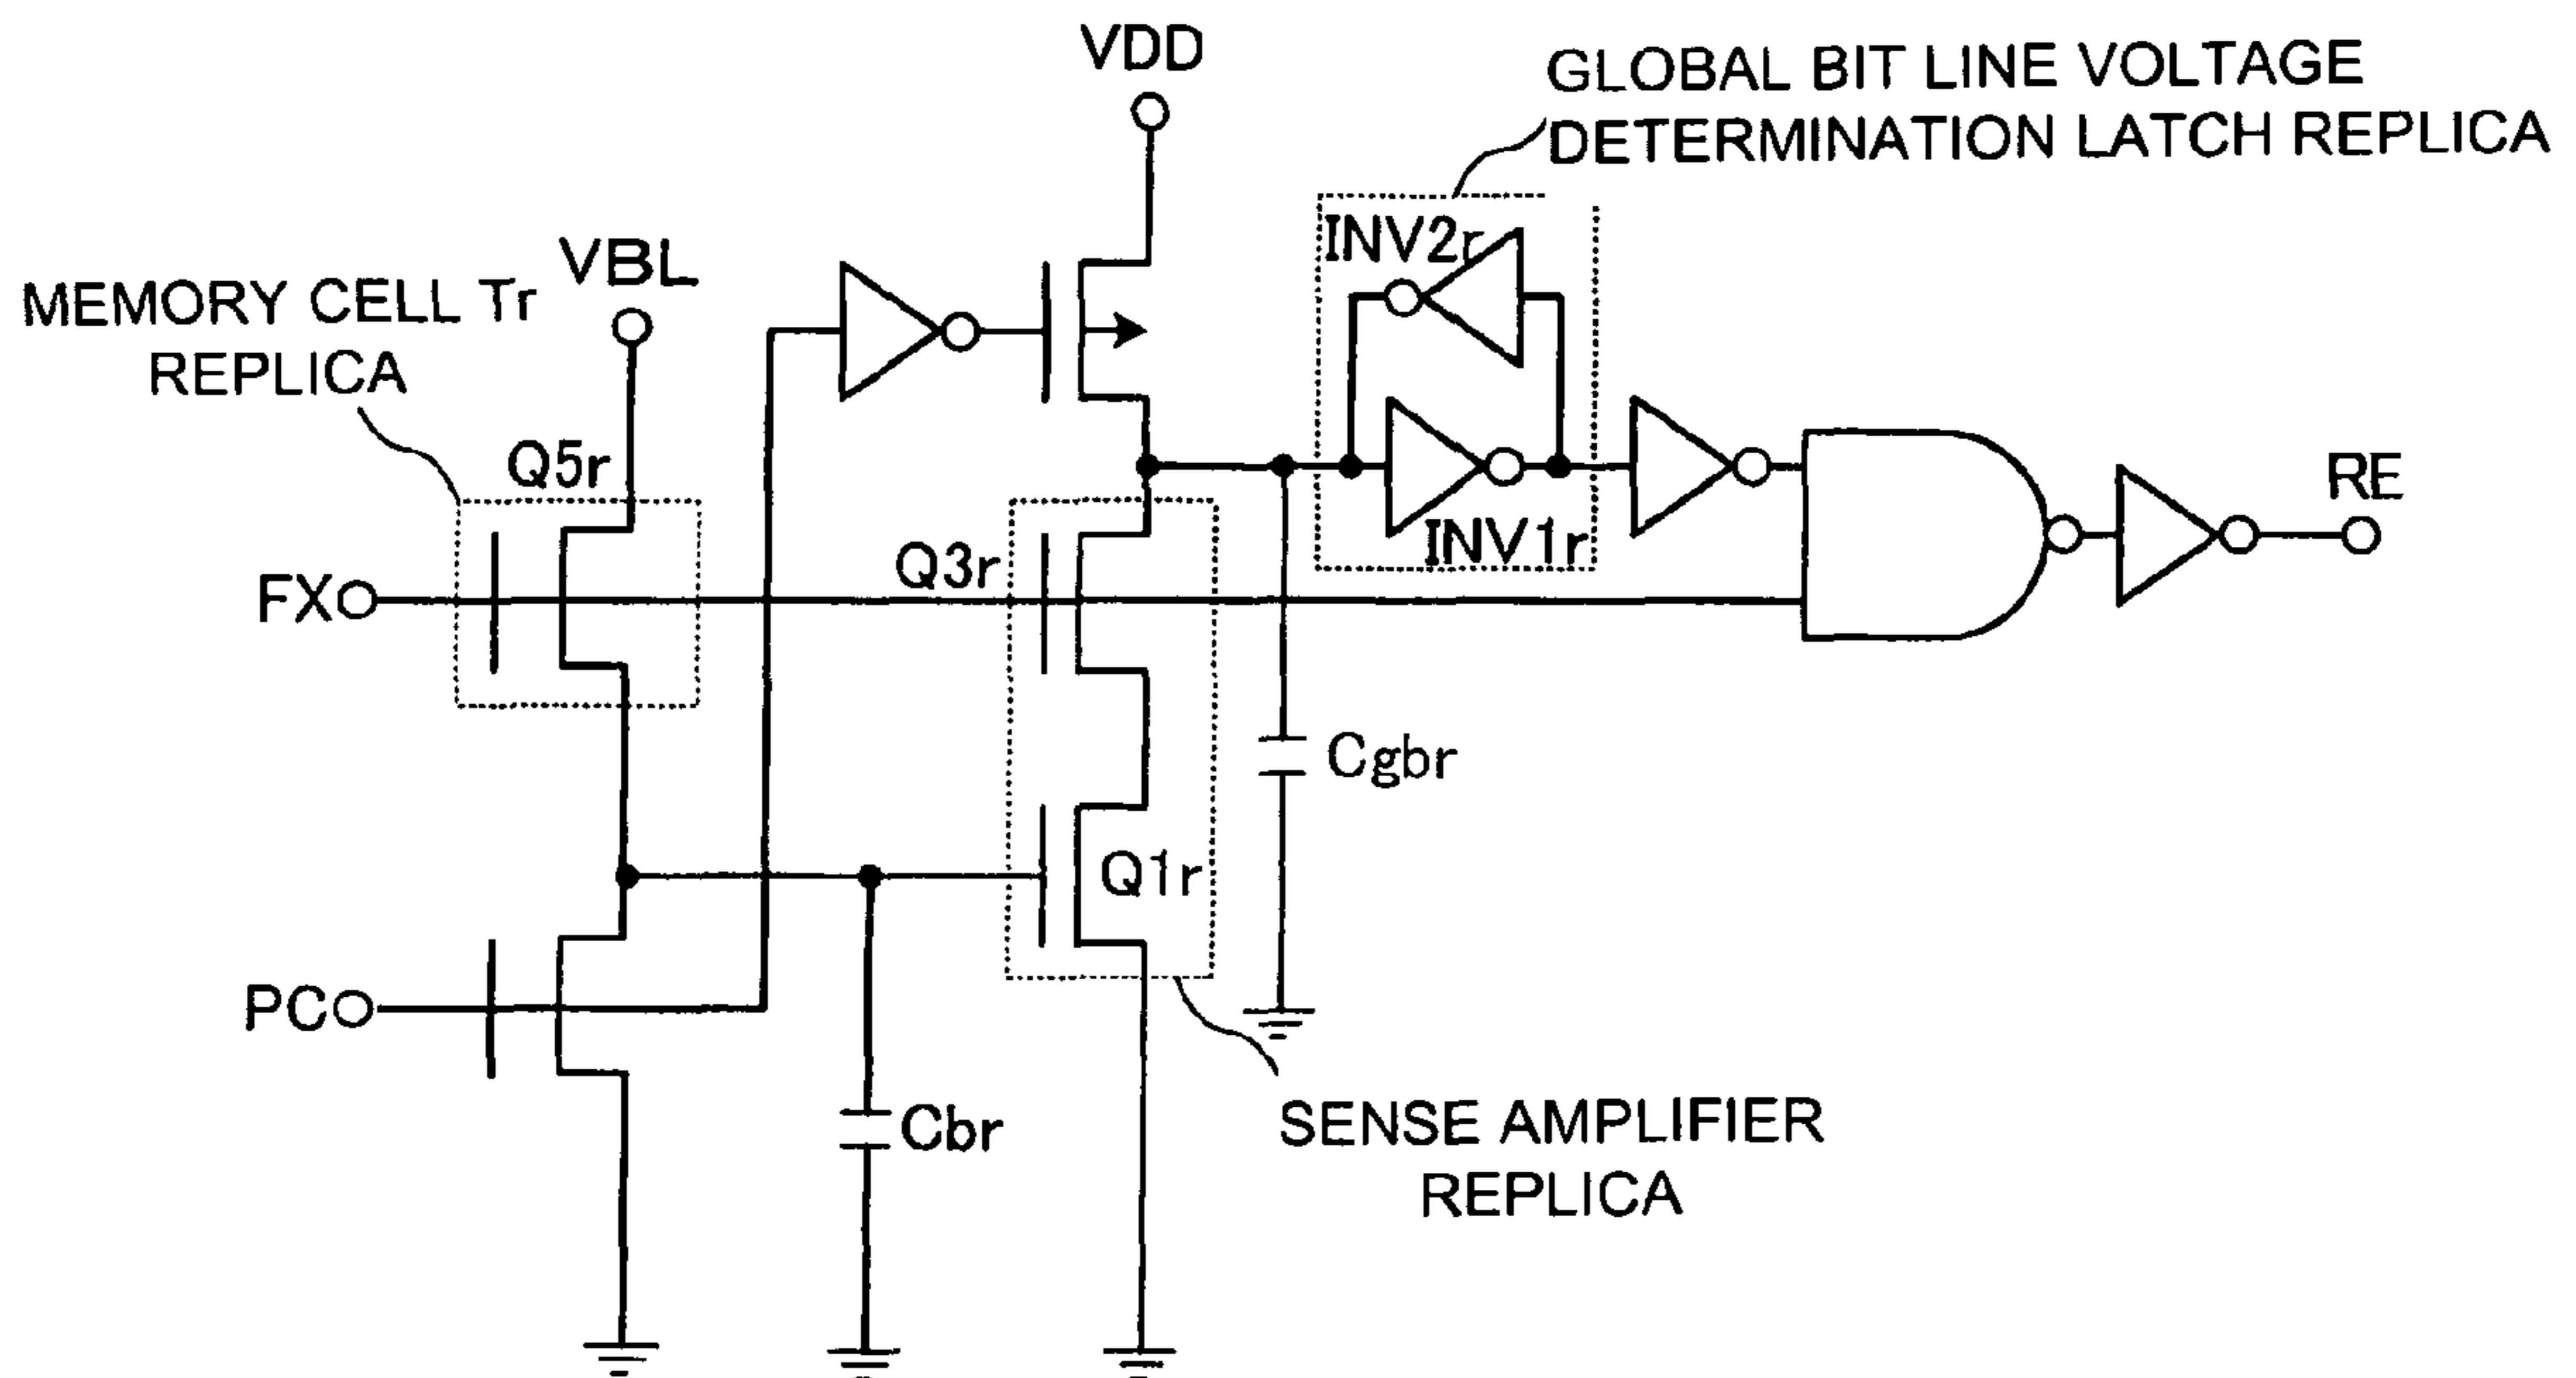 VDD
GLOBAL BIT LINE VOLTAGE
DETERMINATION LATCH REPLICA
VBL
INV2r
MEMORY CELL Tr
REPLICA
Q5r
RE
INV1r
Q3r
FX
Cgbr
Q1r
PC
Cbr
SENSE AMPLIFIER
REPLICA